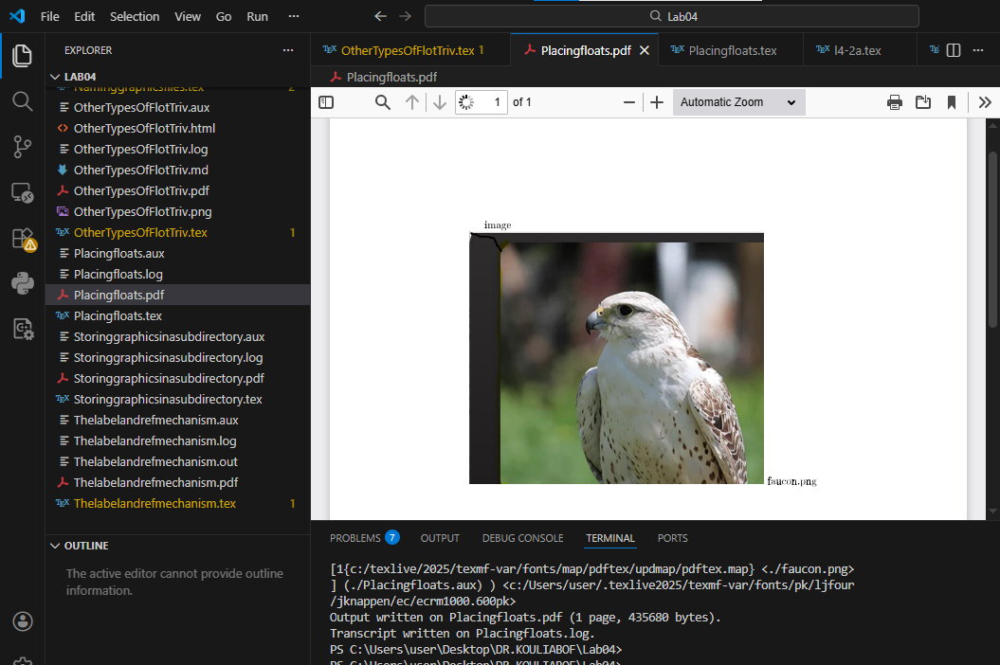 File Edit Selection View Go Run ··· Lab04
EXPLORER ···
LAB04
Naminggraphicsfiles.tex 2
OtherTypesOfFlotTriv.aux
OtherTypesOfFlotTriv.html
OtherTypesOfFlotTriv.log
OtherTypesOfFlotTriv.md
OtherTypesOfFlotTriv.pdf
OtherTypesOfFlotTriv.png
OtherTypesOfFlotTriv.tex 1
Placingfloats.aux
Placingfloats.log
Placingfloats.pdf
Placingfloats.tex
Storinggraphicsinasubdirectory.aux
Storinggraphicsinasubdirectory.log
Storinggraphicsinasubdirectory.pdf
Storinggraphicsinasubdirectory.tex
Thelabelandrefmechanism.aux
Thelabelandrefmechanism.log
Thelabelandrefmechanism.out
Thelabelandrefmechanism.pdf
Thelabelandrefmechanism.tex 1
OUTLINE
The active editor cannot provide outline
information.
OtherTypesOfFlotTriv.tex 1 Placingfloats.pdf Placingfloats.tex l4-2a.tex
Placingfloats.pdf
1 of 1 Automatic Zoom
image
faucon.png
PROBLEMS 7 OUTPUT DEBUG CONSOLE TERMINAL PORTS
[1{c:/texlive/2025/texmf-var/fonts/map/pdftex/updmap/pdftex.map} <./faucon.png>
] (./Placingfloats.aux) ) <c:/Users/user/.texlive2025/texmf-var/fonts/pk/ljfour
/jknappen/ec/ecrm1000.600pk>
Output written on Placingfloats.pdf (1 page, 435680 bytes).
Transcript written on Placingfloats.log.
PS C:\Users\user\Desktop\DR.KOULIABOF\Lab04>
PS C:\Users\user\Desktop\DR.KOULIABOF\Lab04>